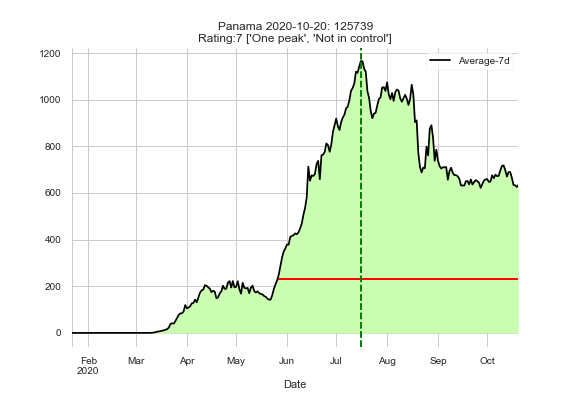 Panama 2020-10-20: 125739
Rating:7 ['One peak', 'Not in control']
Average-7d
1200
1000
800
600
400
200
0
Feb Mar Apr May Jun Jul Aug Sep Oct
2020
Date